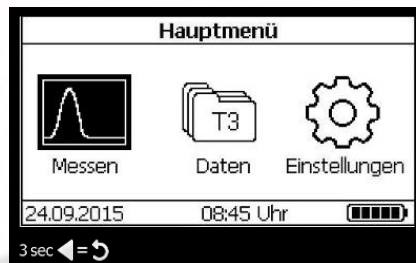 Hauptmenü
T3
Messen Daten Einstellungen
24.09.2015 08:45 Uhr
3 sec ◀ = ⮌